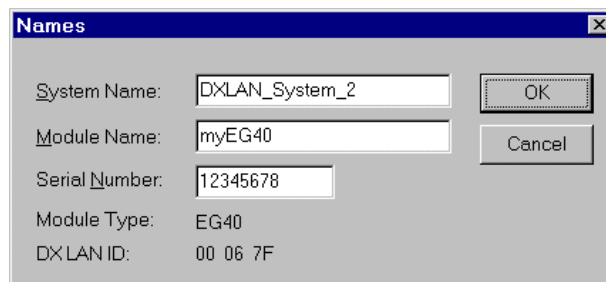 Names
System Name: DXLAN_System_2 OK
Module Name: myEG40 Cancel
Serial Number: 12345678
Module Type: EG40
DX LAN ID: 00 06 7F